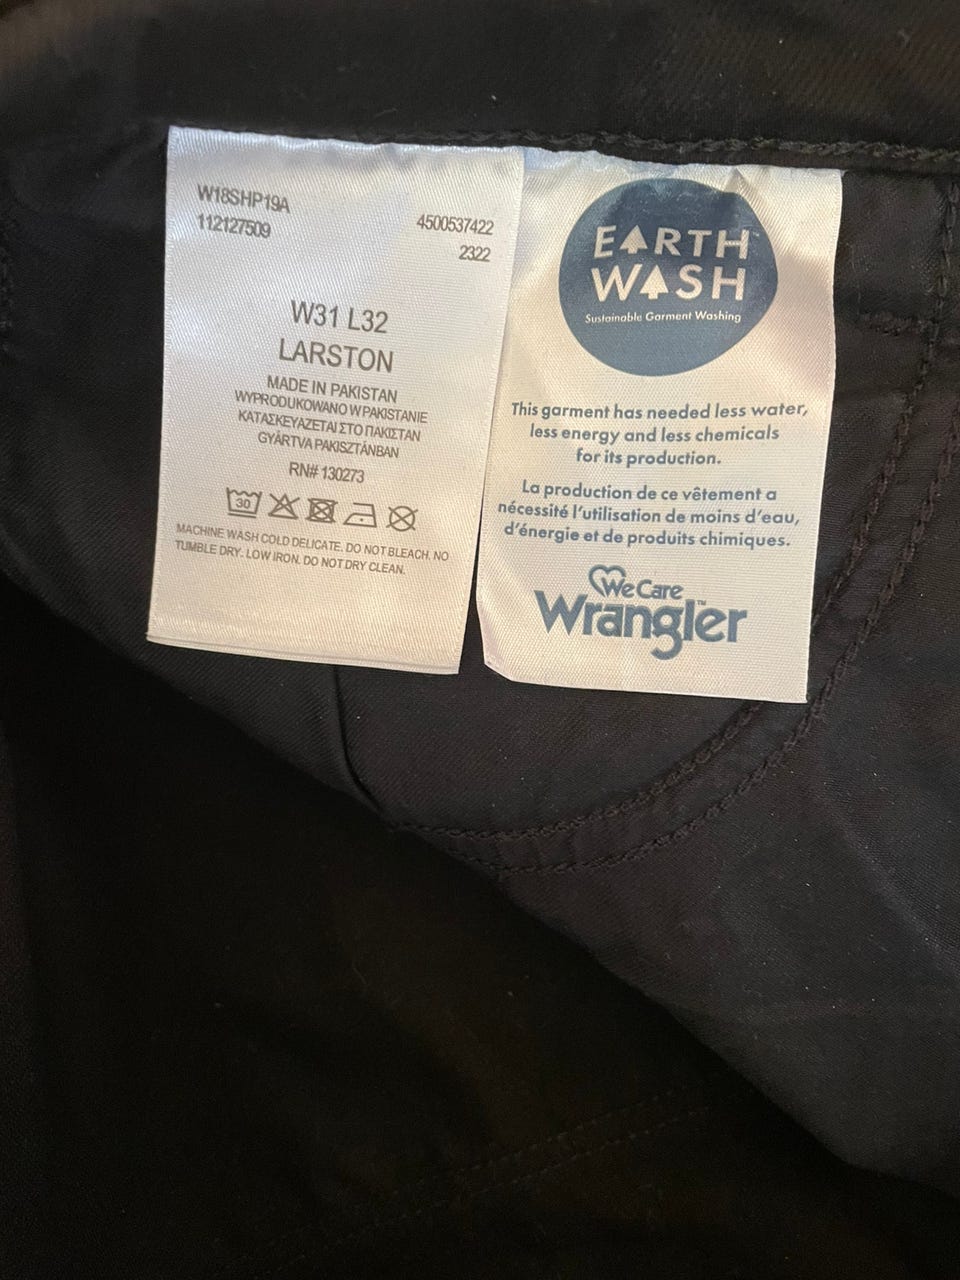 W18SHP19A
112127509
4500537422
2322
W31 L32
LARSTON
MADE IN PAKISTAN
WYPRODUKOWANO W PAKISTANIE
ΚΑΤΑΣΚΕΥΑΖΕΤΑΙ ΣΤΟ ΠΑΚΙΣΤΑΝ
GYÁRTVA PAKISZTÁNBAN
RN# 130273
30
MACHINE WASH COLD DELICATE. DO NOT BLEACH. NO
TUMBLE DRY. LOW IRON. DO NOT DRY CLEAN.
EARTH
WASH™
Sustainable Garment Washing
This garment has needed less water,
less energy and less chemicals
for its production.
La production de ce vêtement a
nécessité l'utilisation de moins d'eau,
d'énergie et de produits chimiques.
We Care
Wrangler™